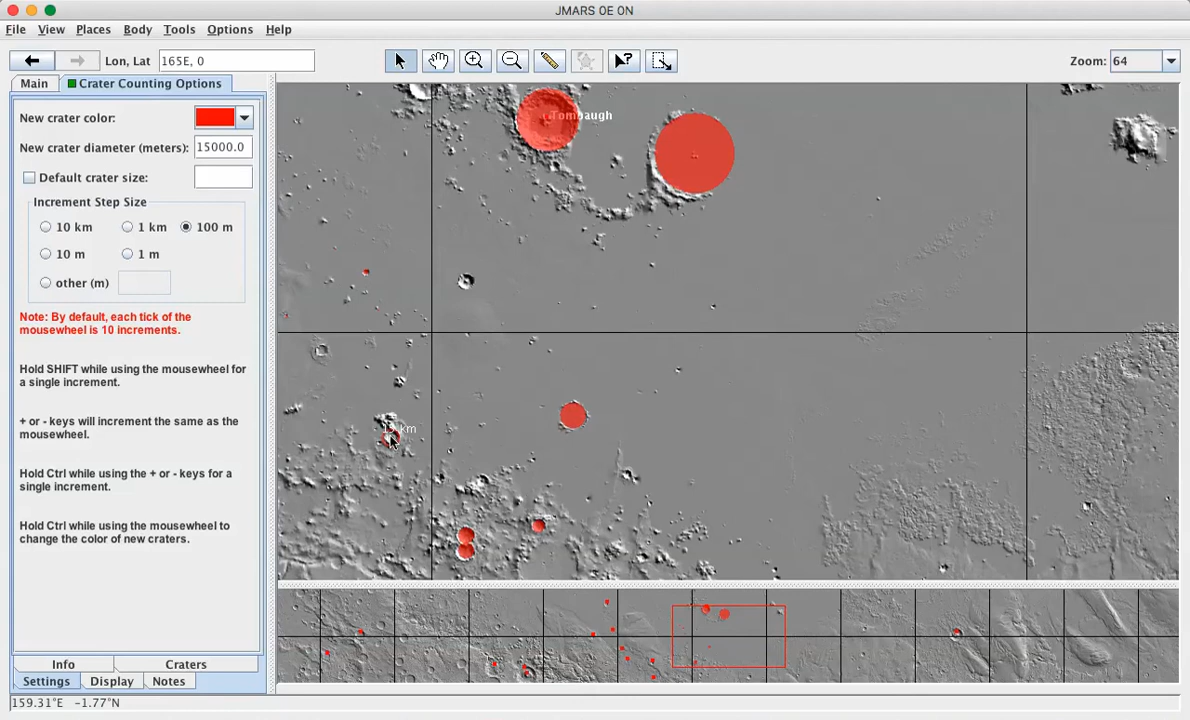 JMARS 0E 0N
File View Places Body Tools Options Help
Lon, Lat 165E, 0 Zoom: 64
Main Crater Counting Options
New crater color:
New crater diameter (meters): 15000.0
Default crater size:
Increment Step Size
10 km 1 km 100 m
10 m 1 m
other (m)
Note: By default, each tick of the
mousewheel is 10 increments.
Hold SHIFT while using the mousewheel for
a single increment.
+ or - keys will increment the same as the
mousewheel.
Hold Ctrl while using the + or - keys for a
single increment.
Hold Ctrl while using the mousewheel to
change the color of new craters.
Tombaugh
km
Info Craters
Settings Display Notes
159.31°E -1.77°N